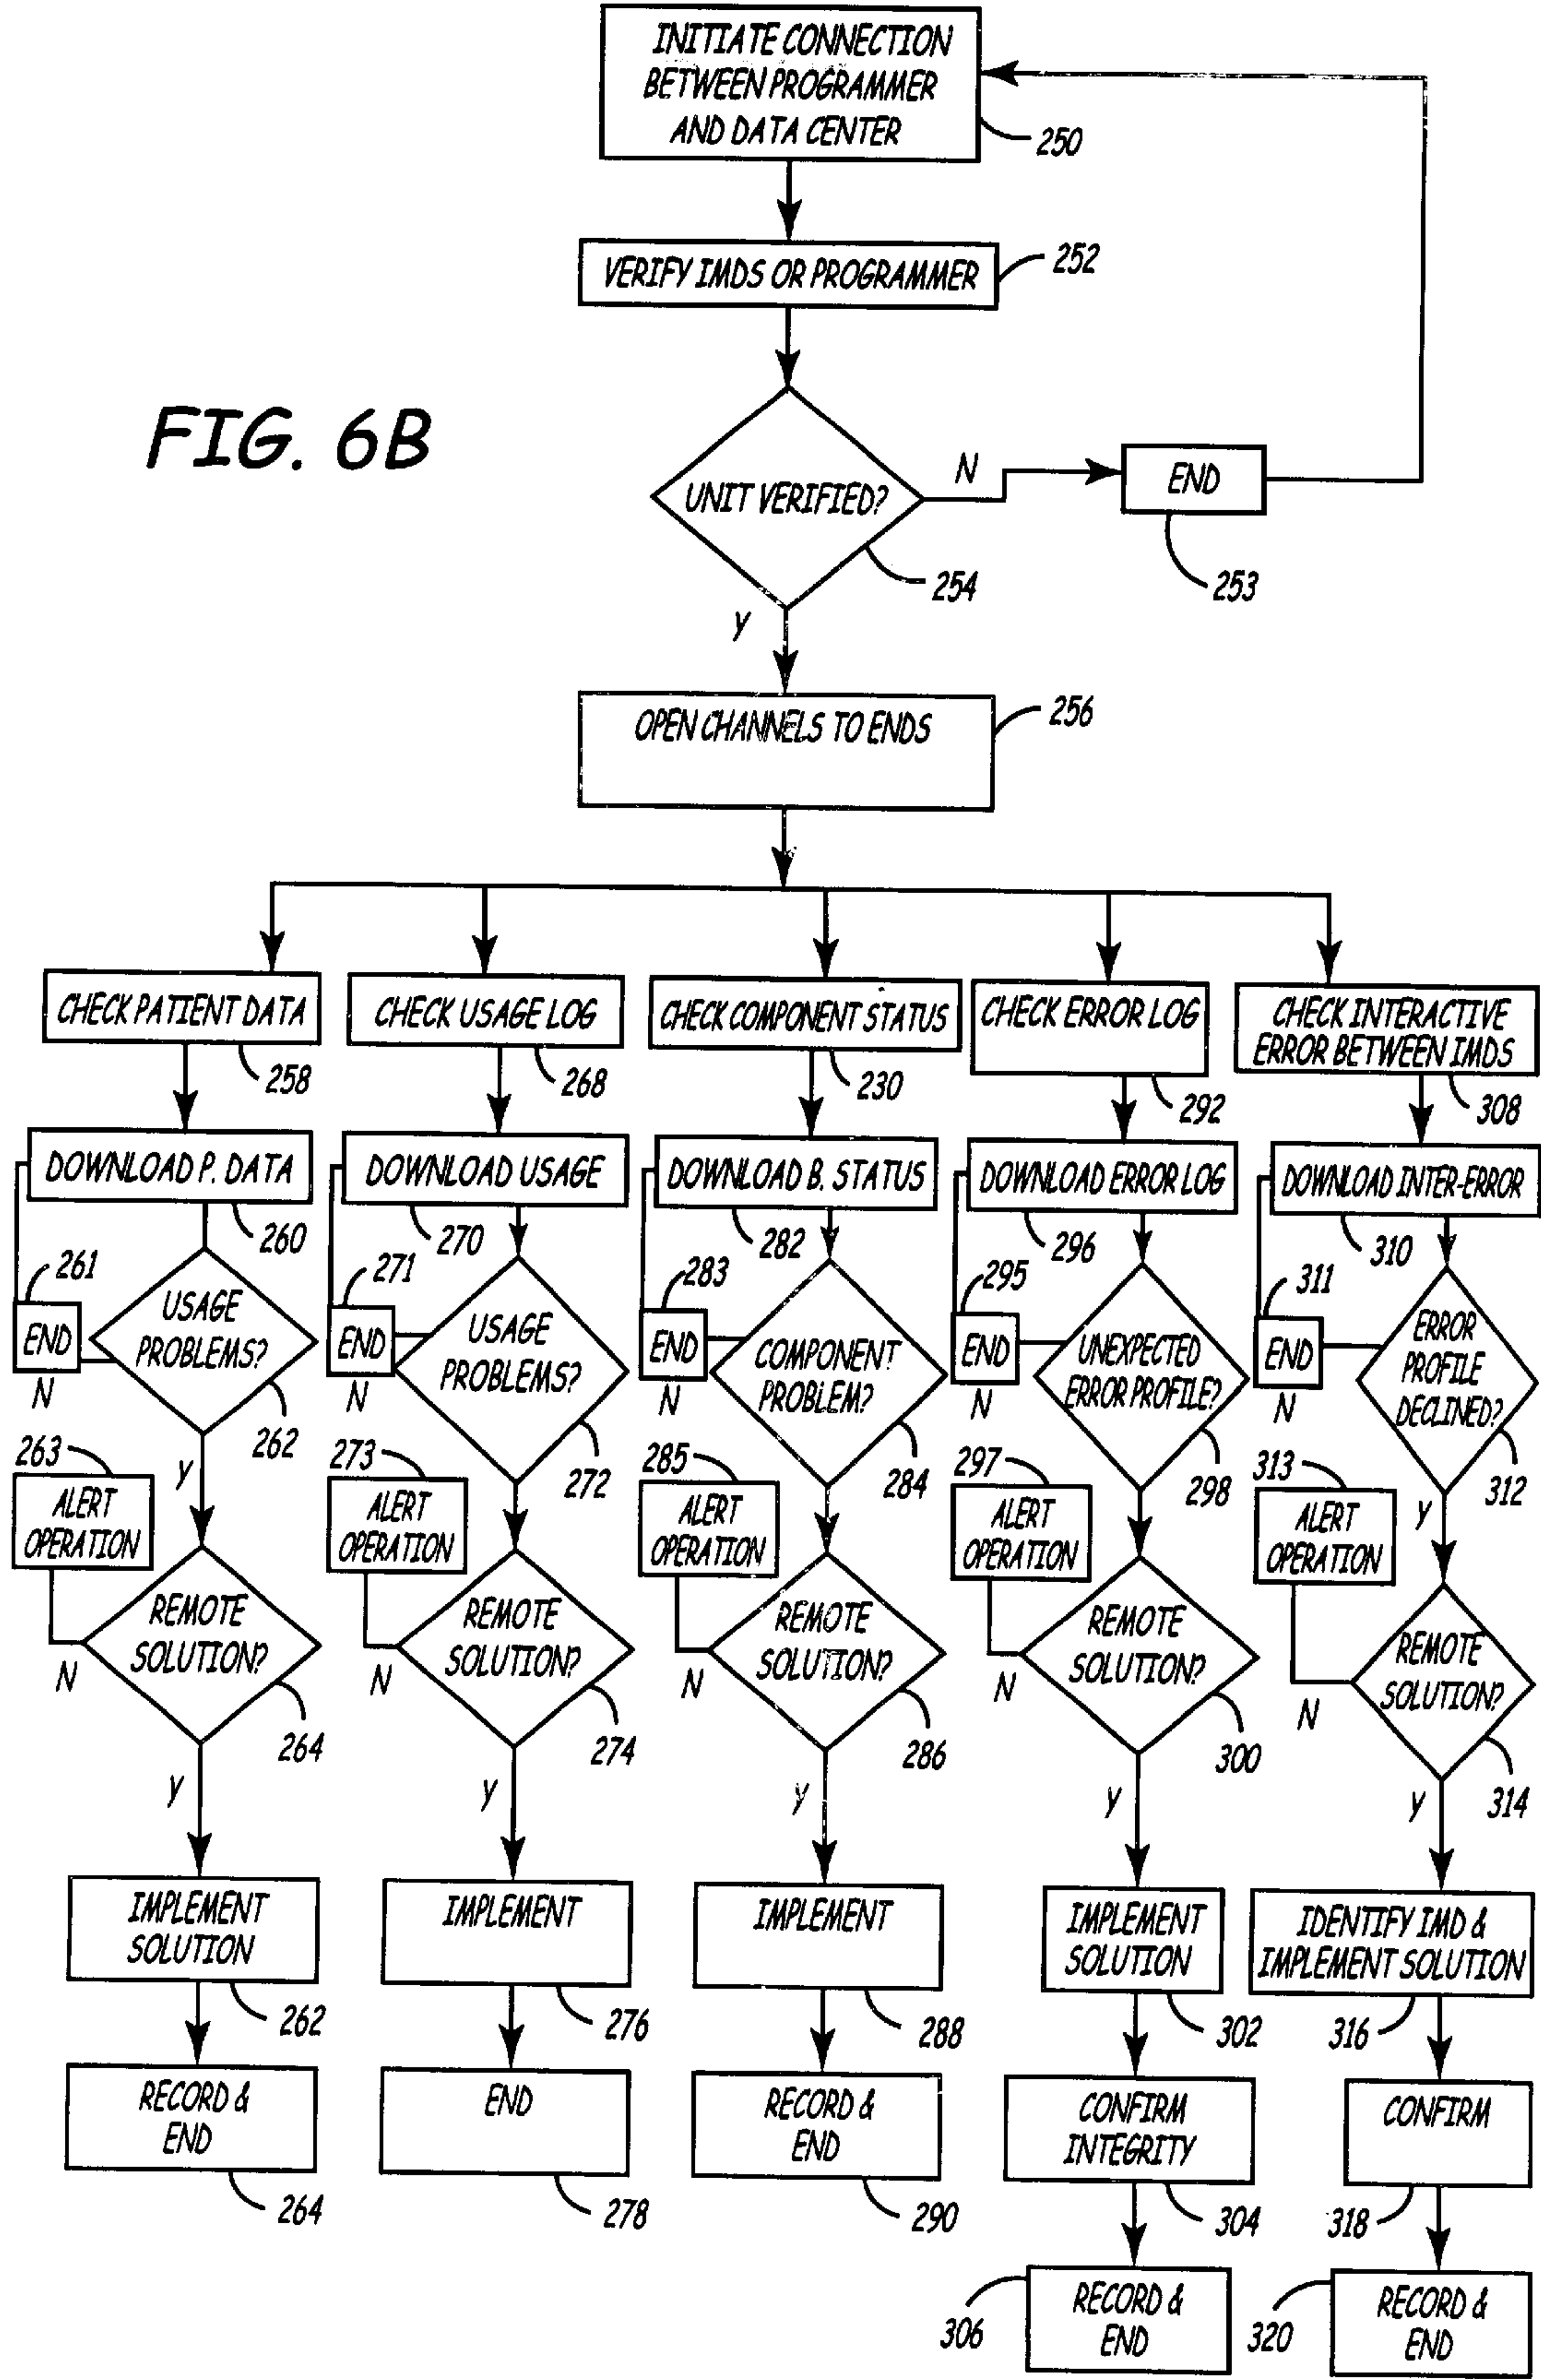 INITIATE CONNECTION
BETWEEN PROGRAMMER
AND DATA CENTER
250
VERIFY IMDS OR PROGRAMMER
252
FIG. 6B
UNIT VERIFIED?
N
END
254
253
Y
OPEN CHANNELS TO ENDS
256
CHECK PATIENT DATA
258
DOWNLOAD P. DATA
260
261
END
N
USAGE
PROBLEMS?
262
263
Y
ALERT
OPERATION
REMOTE
SOLUTION?
N
264
Y
IMPLEMENT
SOLUTION
262
RECORD &
END
264
CHECK USAGE LOG
268
DOWNLOAD USAGE
270
271
END
N
USAGE
PROBLEMS?
272
273
ALERT
OPERATION
REMOTE
SOLUTION?
N
274
Y
IMPLEMENT
276
END
278
CHECK COMPONENT STATUS
230
DOWNLOAD B. STATUS
282
283
END
N
COMPONENT
PROBLEM?
284
285
ALERT
OPERATION
REMOTE
SOLUTION?
N
286
Y
IMPLEMENT
288
RECORD &
END
290
CHECK ERROR LOG
292
DOWNLOAD ERROR LOG
296
295
END
N
UNEXPECTED
ERROR PROFILE?
298
297
ALERT
OPERATION
REMOTE
SOLUTION?
N
300
Y
IMPLEMENT
SOLUTION
302
CONFIRM
INTEGRITY
304
RECORD &
END
306
CHECK INTERACTIVE
ERROR BETWEEN IMDS
308
DOWNLOAD INTER-ERROR
310
311
END
N
ERROR
PROFILE
DECLINED?
312
313
Y
ALERT
OPERATION
REMOTE
SOLUTION?
N
314
Y
IDENTIFY IMD &
IMPLEMENT SOLUTION
316
CONFIRM
318
RECORD &
END
320